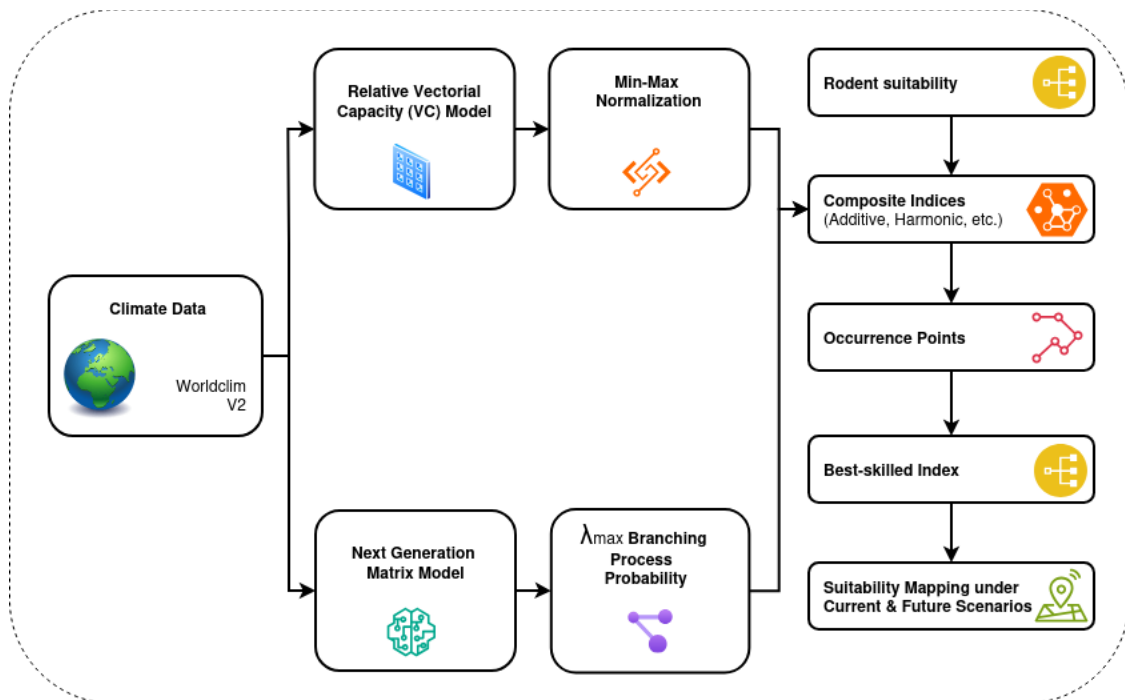 Climate Data
Worldclim
V2
Relative Vectorial
Capacity (VC) Model
Min-Max
Normalization
Next Generation
Matrix Model
λmax Branching
Process
Probability
Rodent suitability
Composite Indices
(Additive, Harmonic, etc.)
Occurrence Points
Best-skilled Index
Suitability Mapping under
Current & Future Scenarios